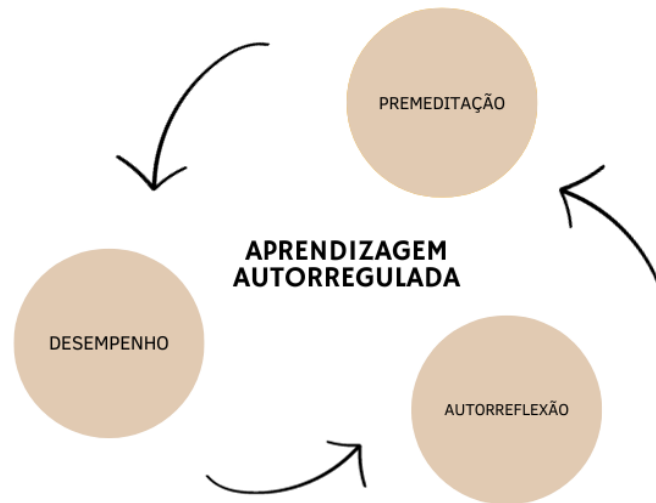 PREMEDITAÇÃO
APRENDIZAGEM
AUTORREGULADA
DESEMPENHO
AUTORREFLEXÃO